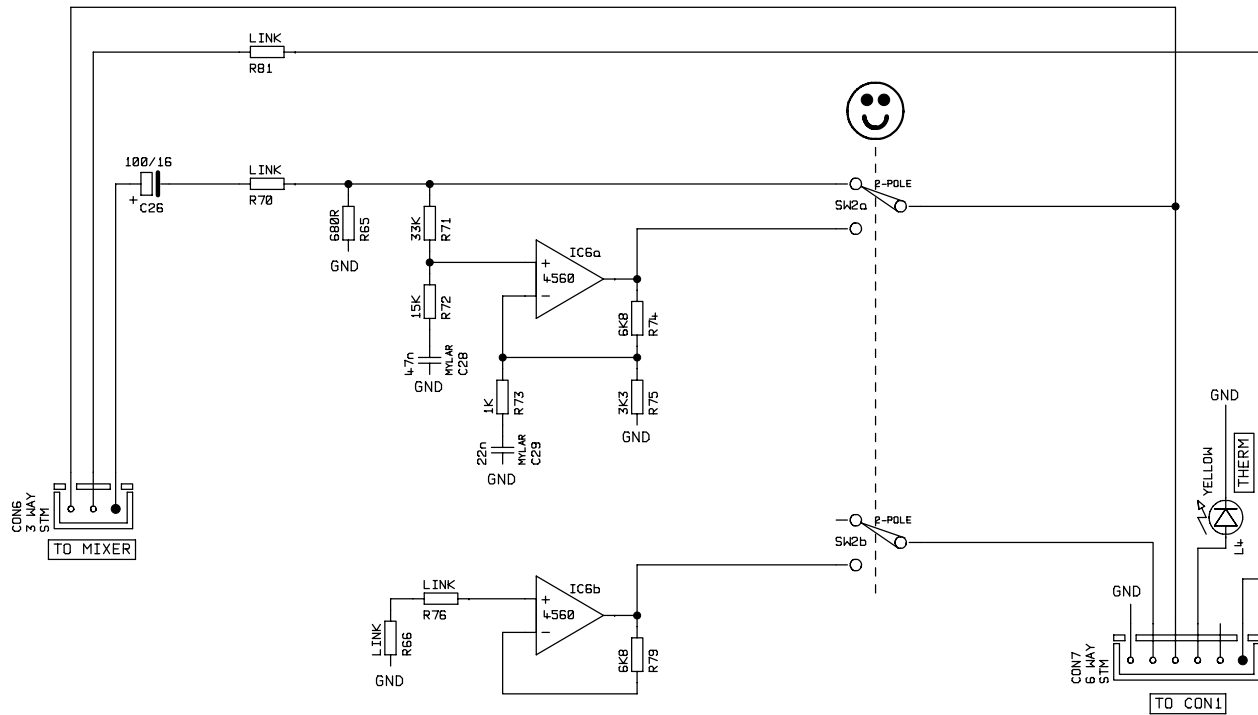 LINK
R81
100/16
+
C26
LINK
R70
2-POLE
SW2a
680R
R65
GND
33K
R71
IC6a
+
4560
−
15K
R72
6K8
R74
47n
MYLAR
C28
GND
1K
R73
3K3
R75
GND
22n
MYLAR
C29
GND
GND
YELLOW
THERM
L4
CON6
3 WAY
STM
TO MIXER
2-POLE
SW2b
LINK
R76
IC6b
+
4560
−
LINK
R66
GND
6K8
R79
GND
CON7
6 WAY
STM
TO CON1